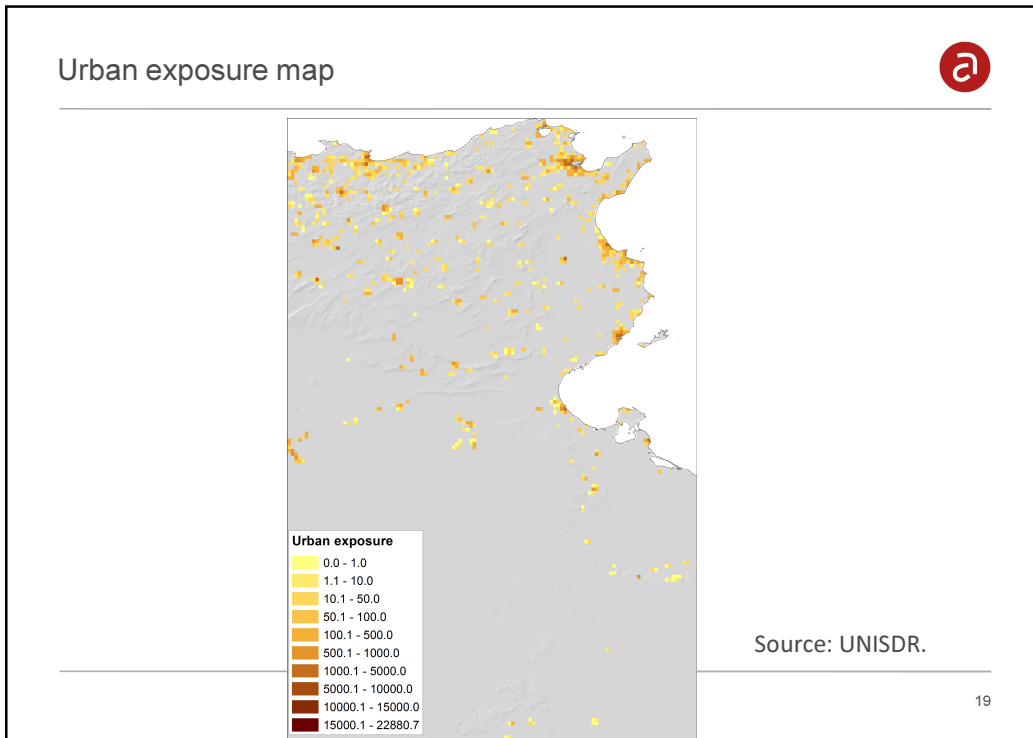 Urban exposure map
Urban exposure
0.0 - 1.0
1.1 - 10.0
10.1 - 50.0
50.1 - 100.0
100.1 - 500.0
500.1 - 1000.0
1000.1 - 5000.0
5000.1 - 10000.0
10000.1 - 15000.0
15000.1 - 22880.7
Source: UNISDR.
19